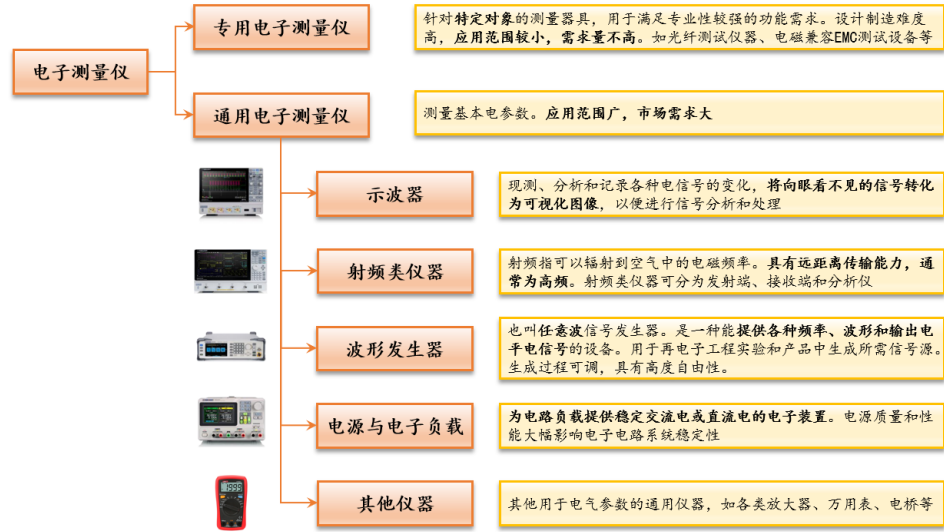 电子测量仪
专用电子测量仪
针对特定对象的测量器具，用于满足专业性较强的功能需求。设计制造难度
高，应用范围较小，需求量不高。如光纤测试仪器、电磁兼容EMC测试设备等
通用电子测量仪
测量基本电参数。应用范围广，市场需求大
示波器
现测、分析和记录各种电信号的变化，将向眼看不见的信号转化
为可视化图像，以便进行信号分析和处理
射频类仪器
射频指可以辐射到空气中的电磁频率。具有远距离传输能力，通
常为高频。射频类仪器可分为发射端、接收端和分析仪
波形发生器
也叫任意波信号发生器。是一种能提供各种频率、波形和输出电
平电信号的设备。用于再电子工程实验和产品中生成所需信号源。
生成过程可调，具有高度自由性。
电源与电子负载
为电路负载提供稳定交流电或直流电的电子装置。电源质量和
性能大幅影响电子电路系统稳定性
其他仪器
其他用于电气参数的通用仪器，如各类放大器、万用表、电桥等
1999